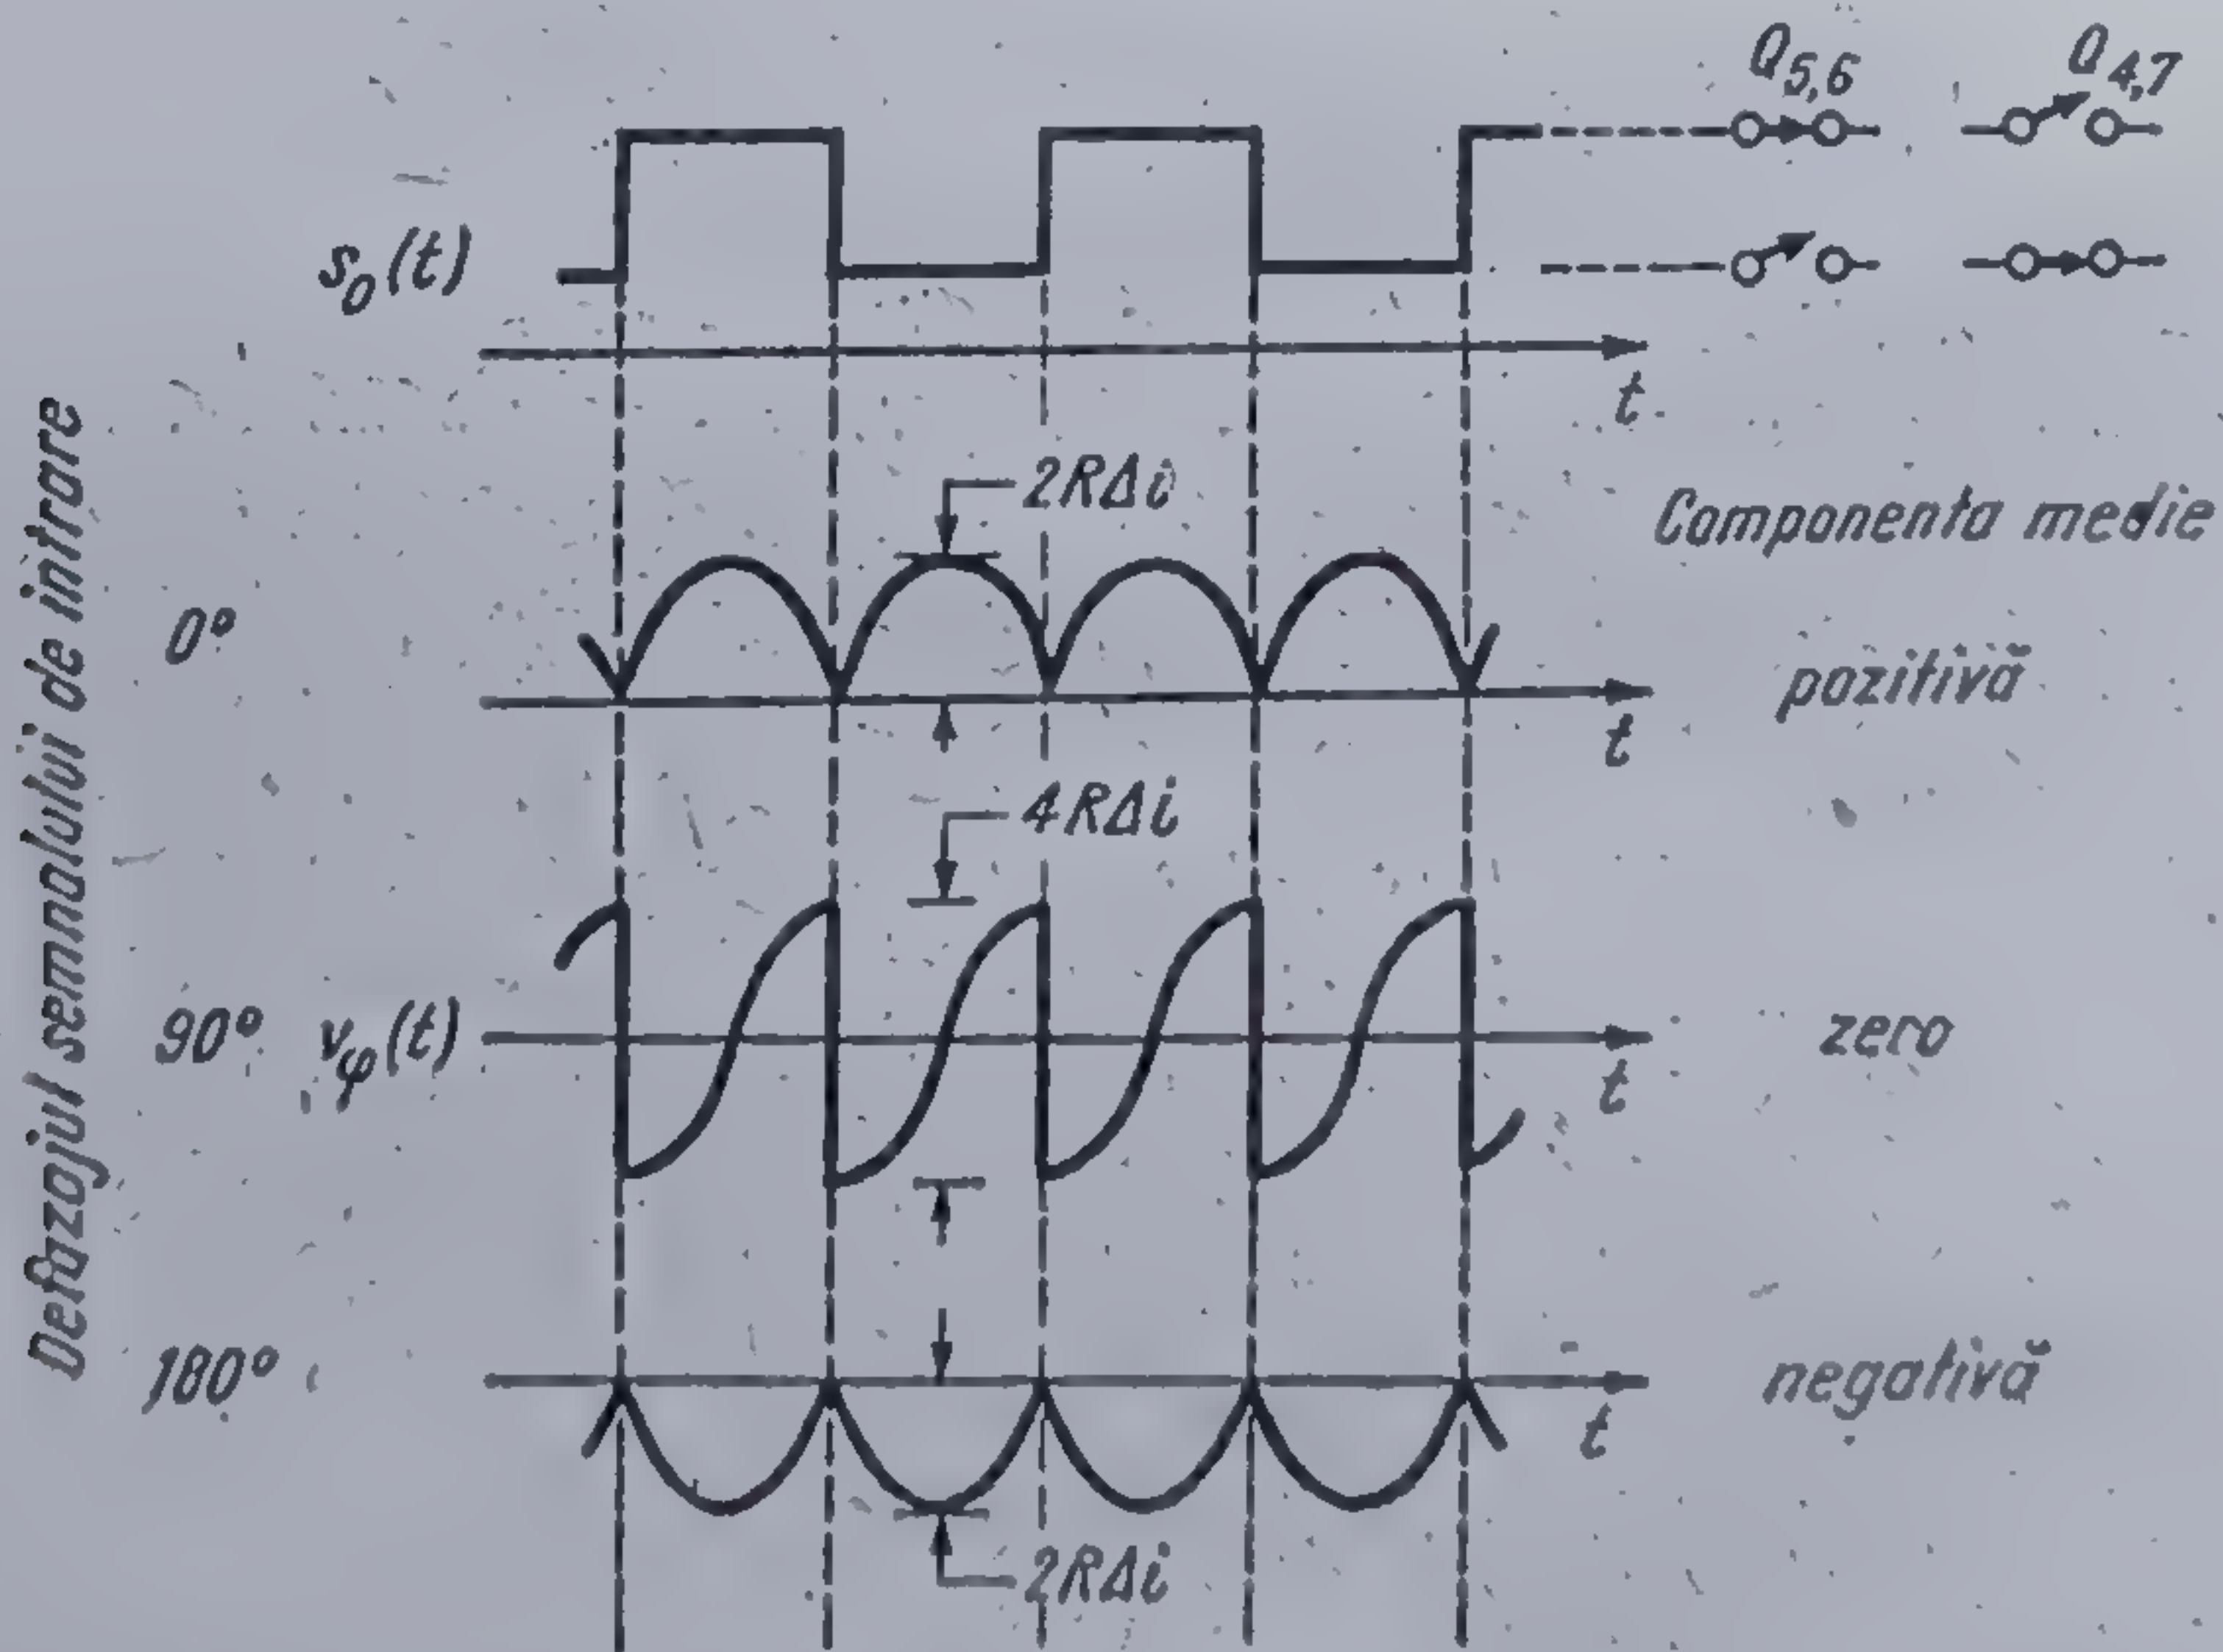 Q5,6
Q4,7
s0(t)
t
2RΔi
Componenta medie
Defazajul semnalului de intrare
0°
pozitivă
t
4RΔi
90°
vφ(t)
zero
t
180°
negativă
t
2RΔi